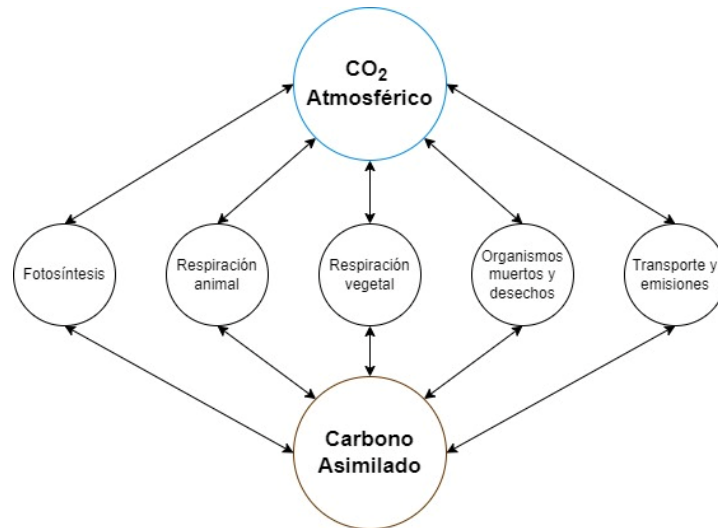 CO₂
Atmosférico
Fotosíntesis
Respiración
animal
Respiración
vegetal
Organismos
muertos y
desechos
Transporte y
emisiones
Carbono
Asimilado